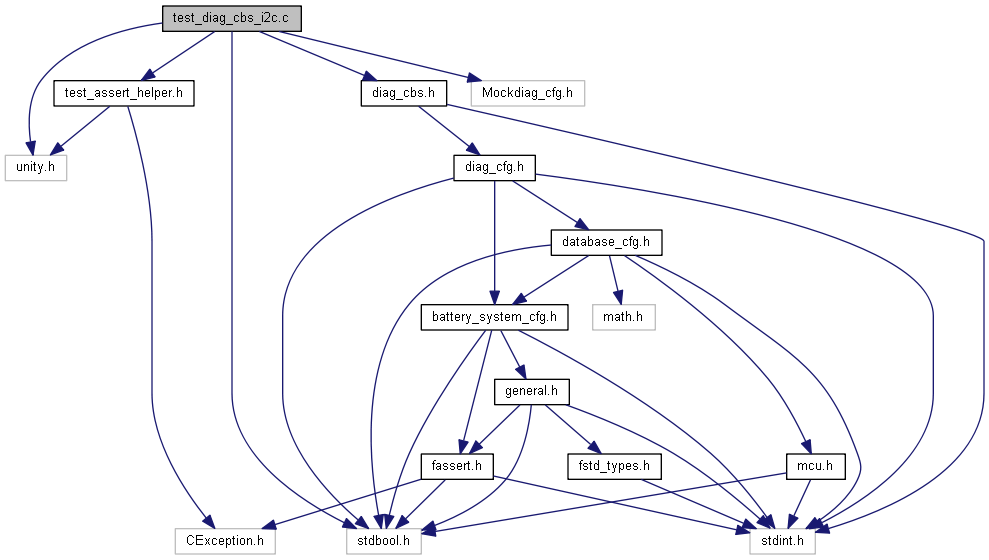 test_diag_cbs_i2c.c
test_assert_helper.h
diag_cbs.h
Mockdiag_cfg.h
unity.h
diag_cfg.h
database_cfg.h
battery_system_cfg.h
math.h
general.h
fassert.h
fstd_types.h
mcu.h
CException.h
stdbool.h
stdint.h